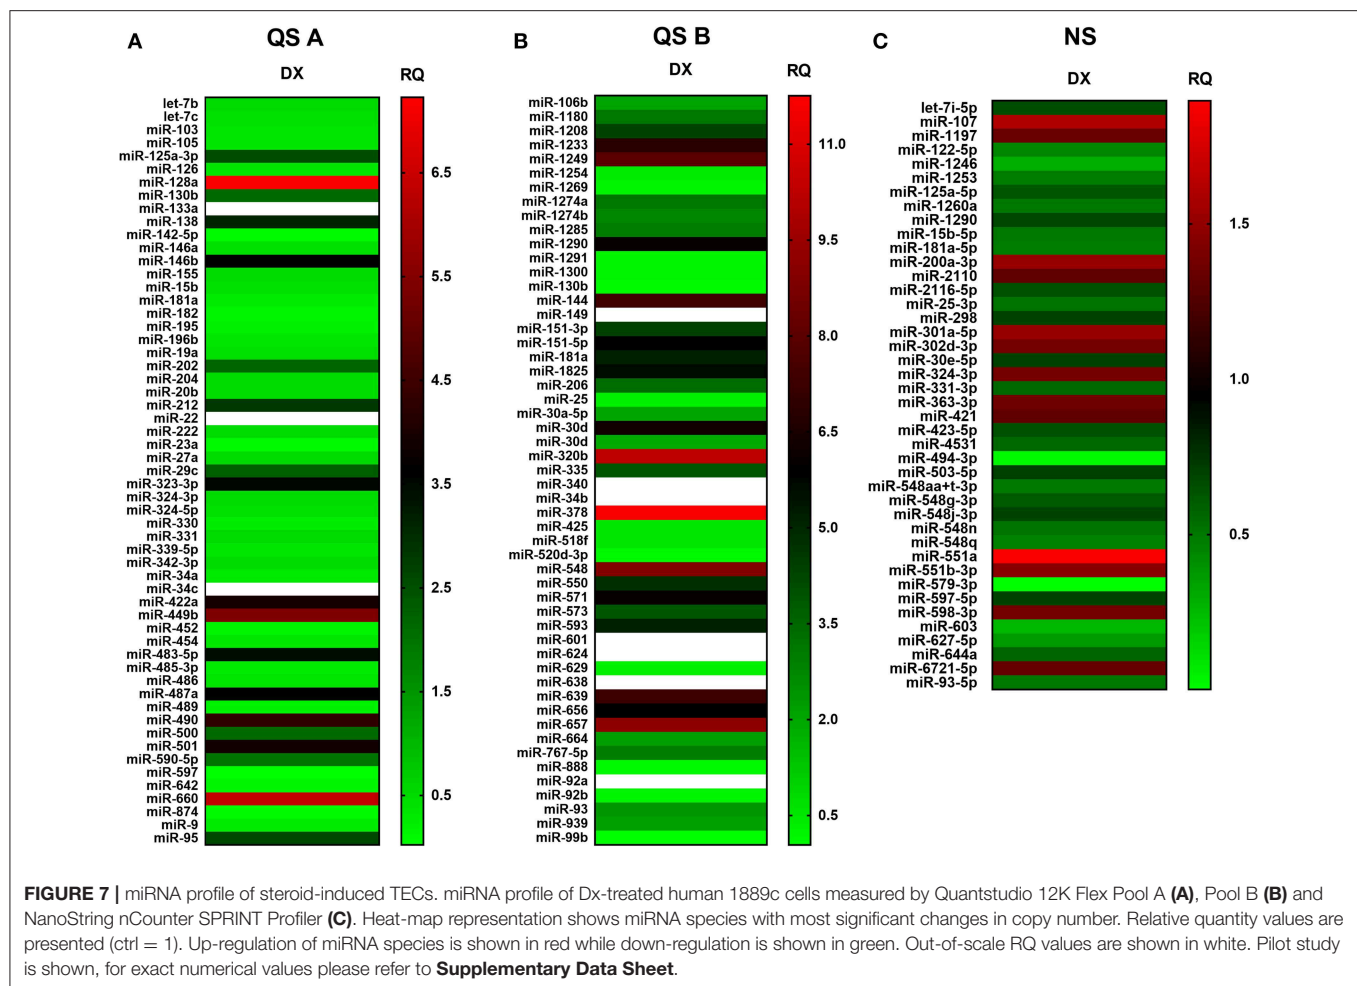 A
QS A
DX
RQ
let-7b
let-7c
miR-103
miR-105
miR-125a-3p
miR-126
miR-128a
miR-130b
miR-133a
miR-138
miR-142-5p
miR-146a
miR-146b
miR-155
miR-15b
miR-181a
miR-182
miR-195
miR-196b
miR-19a
miR-202
miR-204
miR-20b
miR-212
miR-22
miR-222
miR-23a
miR-27a
miR-29c
miR-323-3p
miR-324-3p
miR-324-5p
miR-330
miR-331
miR-339-5p
miR-342-3p
miR-34a
miR-34c
miR-422a
miR-449b
miR-452
miR-454
miR-483-5p
miR-485-3p
miR-486
miR-487a
miR-489
miR-490
miR-500
miR-501
miR-590-5p
miR-597
miR-642
miR-660
miR-874
miR-9
miR-95
6.5
5.5
4.5
3.5
2.5
1.5
0.5
B
QS B
DX
RQ
miR-106b
miR-1180
miR-1208
miR-1233
miR-1249
miR-1254
miR-1269
miR-1274a
miR-1274b
miR-1285
miR-1290
miR-1291
miR-1300
miR-130b
miR-144
miR-149
miR-151-3p
miR-151-5p
miR-181a
miR-1825
miR-206
miR-25
miR-30a-5p
miR-30d
miR-30d
miR-320b
miR-335
miR-340
miR-34b
miR-378
miR-425
miR-518f
miR-520d-3p
miR-548
miR-550
miR-571
miR-573
miR-593
miR-601
miR-624
miR-629
miR-638
miR-639
miR-656
miR-657
miR-664
miR-767-5p
miR-888
miR-92a
miR-92b
miR-93
miR-939
miR-99b
11.0
9.5
8.0
6.5
5.0
3.5
2.0
0.5
C
NS
DX
RQ
let-7i-5p
miR-107
miR-1197
miR-122-5p
miR-1246
miR-1253
miR-125a-5p
miR-1260a
miR-1290
miR-15b-5p
miR-181a-5p
miR-200a-3p
miR-2110
miR-2116-5p
miR-25-3p
miR-298
miR-301a-5p
miR-302d-3p
miR-30e-5p
miR-324-3p
miR-331-3p
miR-363-3p
miR-421
miR-423-5p
miR-4531
miR-494-3p
miR-503-5p
miR-548aa+t-3p
miR-548g-3p
miR-548j-3p
miR-548n
miR-548q
miR-551a
miR-551b-3p
miR-579-3p
miR-597-5p
miR-598-3p
miR-603
miR-627-5p
miR-644a
miR-6721-5p
miR-93-5p
1.5
1.0
0.5
FIGURE 7 | miRNA profile of steroid-induced TECs. miRNA profile of Dx-treated human 1889c cells measured by Quantstudio 12K Flex Pool A (A), Pool B (B) and
NanoString nCounter SPRINT Profiler (C). Heat-map representation shows miRNA species with most significant changes in copy number. Relative quantity values are
presented (ctrl = 1). Up-regulation of miRNA species is shown in red while down-regulation is shown in green. Out-of-scale RQ values are shown in white. Pilot study
is shown, for exact numerical values please refer to Supplementary Data Sheet.